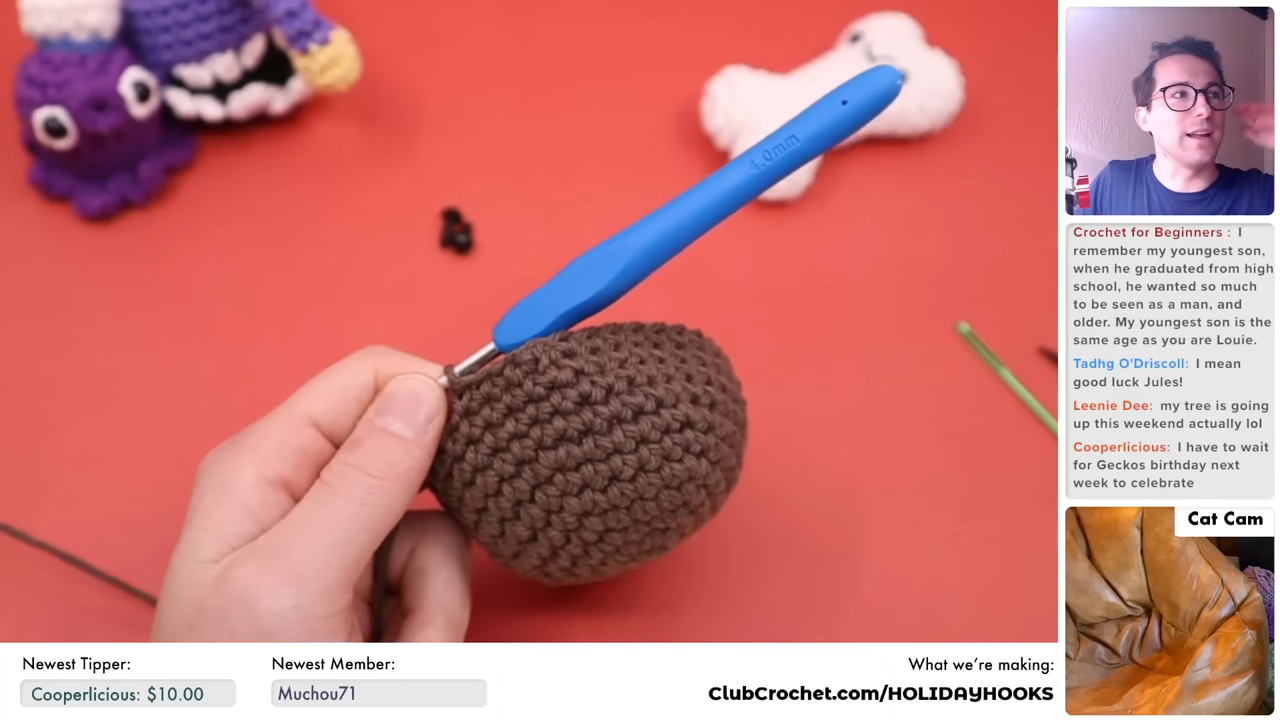 4.0mm
Crochet for Beginners : I
remember my youngest son,
when he graduated from high
school, he wanted so much
to be seen as a man, and
older. My youngest son is the
same age as you are Louie.
Tadhg O'Driscoll: I mean
good luck Jules!
Leenie Dee: my tree is going
up this weekend actually lol
Cooperlicious: I have to wait
for Geckos birthday next
week to celebrate
Cat Cam
Newest Tipper:
Cooperlicious: $10.00
Newest Member:
Muchou71
What we're making:
ClubCrochet.com/HOLIDAYHOOKS